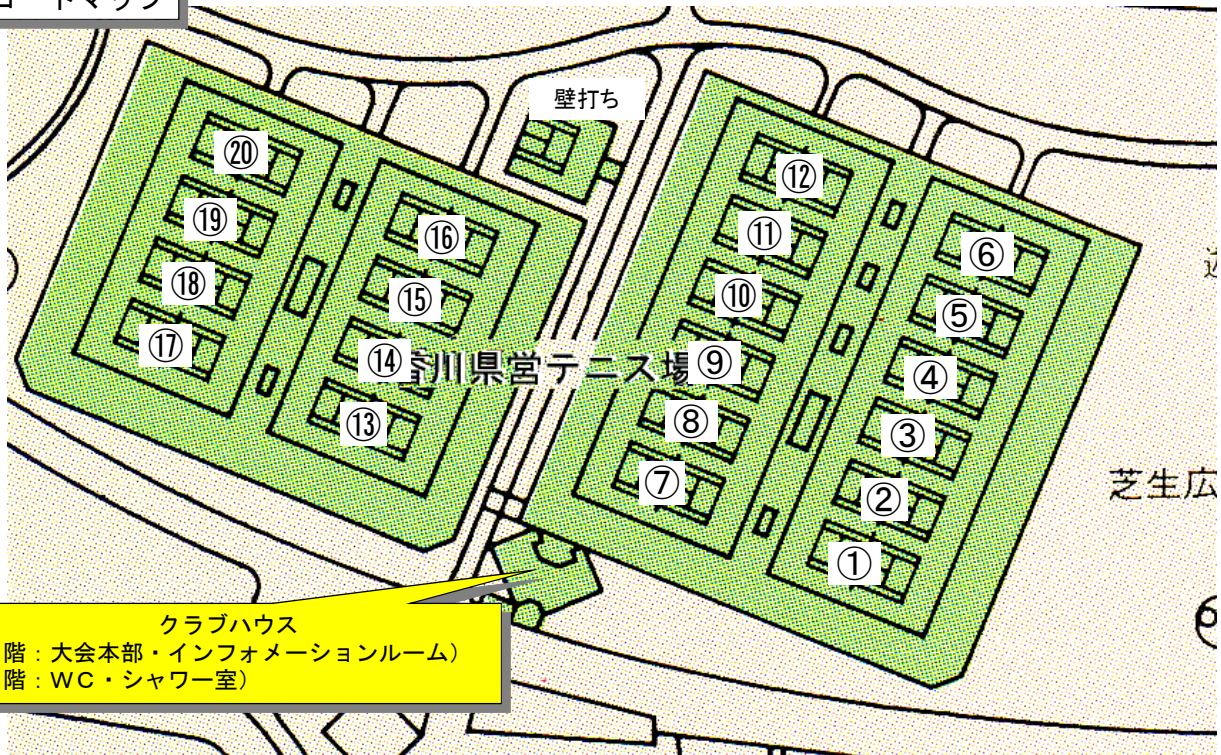 コートマップ
壁打ち
⑳
⑫
⑲
⑯
⑪
⑥
⑱
⑮
⑩
⑤
⑰
⑭
香川県営テニス場
⑨
④
⑬
⑧
③
⑦
②
①
芝生広
クラブハウス
階：大会本部・インフォメーションルーム）
階：ＷＣ・シャワー室）